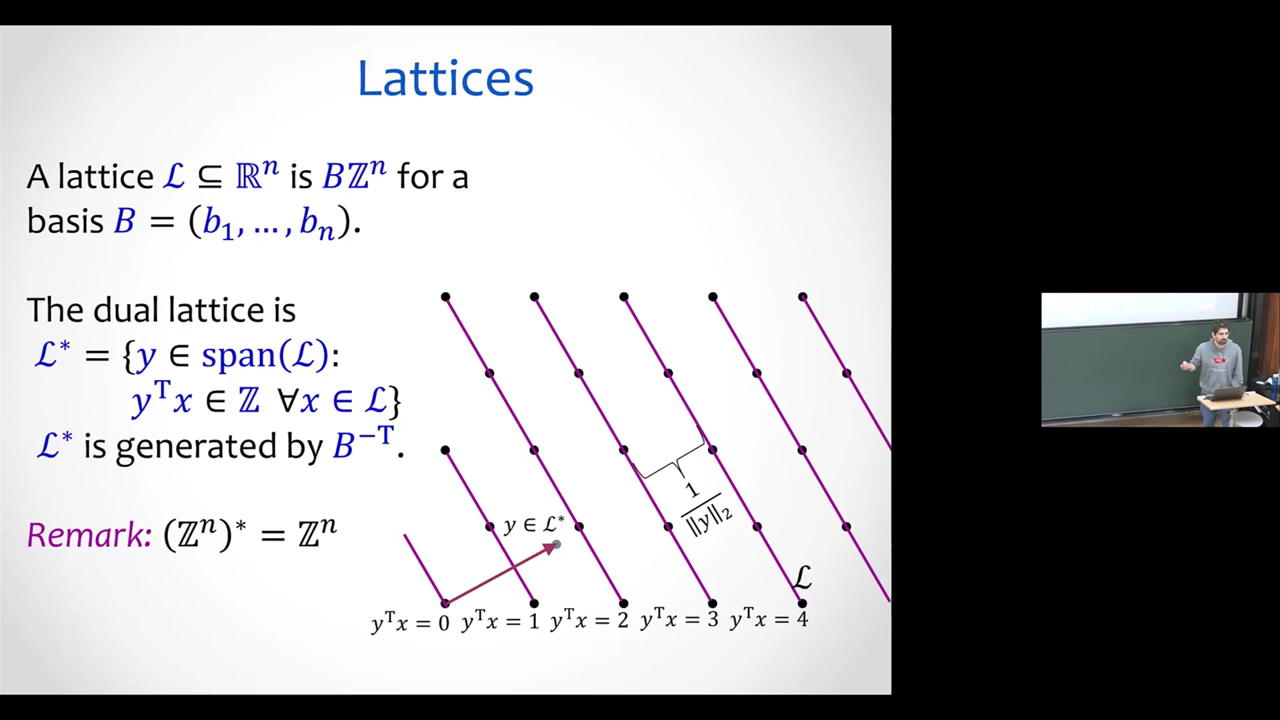 Lattices
A lattice ℒ ⊆ ℝⁿ is Bℤⁿ for a
basis B = (b₁, …, bₙ).
The dual lattice is
ℒ* = {y ∈ span(ℒ):
yᵀx ∈ ℤ ∀x ∈ ℒ}
ℒ* is generated by B⁻ᵀ.
Remark: (ℤⁿ)* = ℤⁿ
1/‖y‖₂
y ∈ ℒ*
ℒ
yᵀx = 0 yᵀx = 1 yᵀx = 2 yᵀx = 3 yᵀx = 4